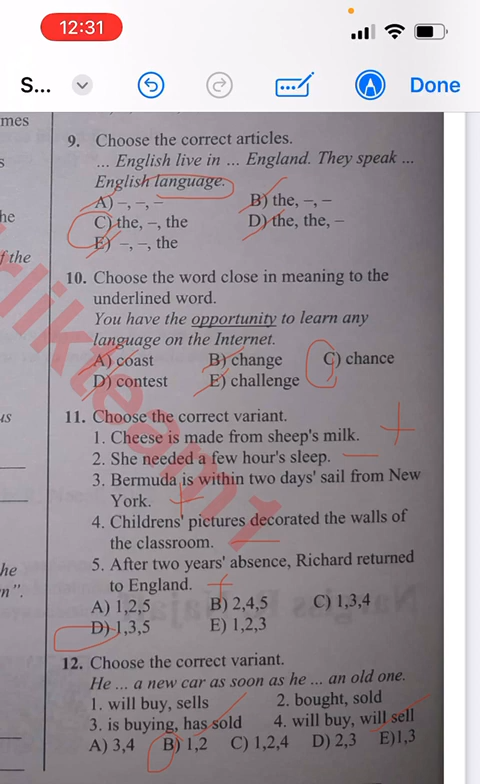 12:31
S... Done
mes
9. Choose the correct articles.
s
... English live in ... England. They speak ...
English language.
A) –, –, – B) the, –, –
he
C) the, –, the D) the, the, –
E) –, –, the
f the
10. Choose the word close in meaning to the
underlined word.
You have the opportunity to learn any
language on the Internet.
A) coast B) change C) chance
D) contest E) challenge
us
11. Choose the correct variant.
1. Cheese is made from sheep's milk.
2. She needed a few hour's sleep.
3. Bermuda is within two days' sail from New
York.
4. Childrens' pictures decorated the walls of
the classroom.
5. After two years' absence, Richard returned
he
to England.
n".
A) 1,2,5 B) 2,4,5 C) 1,3,4
D) 1,3,5 E) 1,2,3
12. Choose the correct variant.
He ... a new car as soon as he ... an old one.
1. will buy, sells 2. bought, sold
3. is buying, has sold 4. will buy, will sell
A) 3,4 B) 1,2 C) 1,2,4 D) 2,3 E)1,3